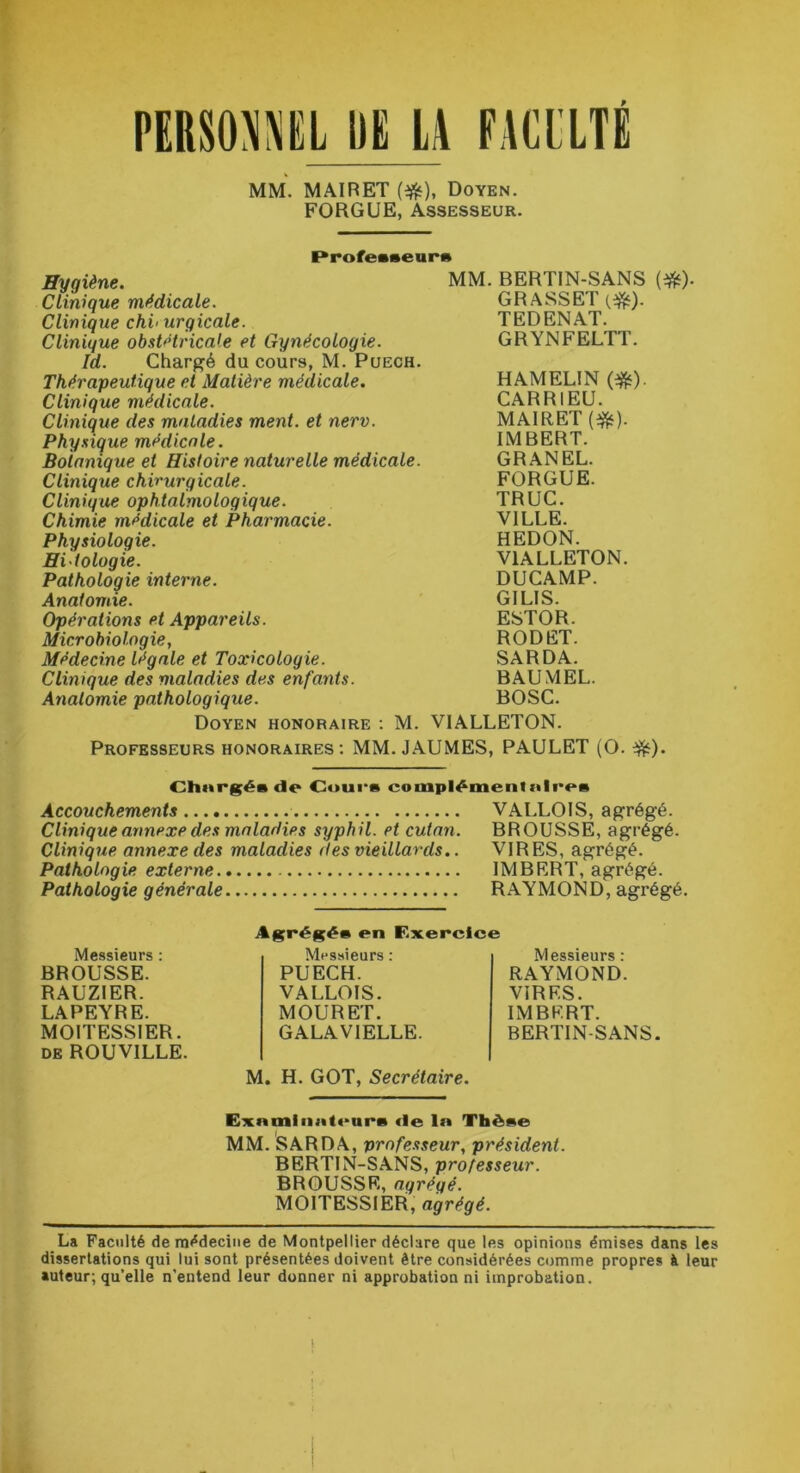 PERSONNEL DE LA FACULTÉ
MM. MAIRET (✻), DOYEN.
FORGUE, ASSESSEUR.
Professeurs
Hygiène. MM. BERTIN-SANS (✻).
Clinique médicale. GRASSET (✻).
Clinique chirurgicale. TEDENAT.
Clinique obstétricale et Gynécologie. GRYNFELTT.
Id. Chargé du cours, M. PUECH.
Thérapeutique et Matière médicale. HAMELIN (✻).
Clinique médicale. CARRIEU.
Clinique des maladies ment. et nerv. MAIRET (✻).
Physique médicale. IMBERT.
Botanique et Histoire naturelle médicale. GRANEL.
Clinique chirurgicale. FORGUE.
Clinique ophtalmologique. TRUC.
Chimie médicale et Pharmacie. VILLE.
Physiologie. HEDON.
Histologie. VIALLETON.
Pathologie interne. DUCAMP.
Anatomie. GILIS.
Opérations et Appareils. ESTOR.
Microbiologie, RODET.
Médecine légale et Toxicologie. SARDA.
Clinique des maladies des enfants. BAUMEL.
Anatomie pathologique. BOSC.
DOYEN HONORAIRE : M. VIALLETON.
PROFESSEURS HONORAIRES : MM. JAUMES, PAULET (O. ✻).
Chargés de Cours complémentaires
Accouchements .... VALLOIS, agrégé.
Clinique annexe des maladies syphil. et cutan. BROUSSE, agrégé.
Clinique annexe des maladies des vieillards.. VIRES, agrégé.
Pathologie externe.... IMBERT, agrégé.
Pathologie générale.... RAYMOND, agrégé.
Agrégés en Exercice
Messieurs : Messieurs : Messieurs :
BROUSSE. PUECH. RAYMOND.
RAUZIER. VALLOIS. VIRES.
LAPEYRE. MOURET. IMBERT.
MOITESSIER. GALAVIELLE. BERTIN-SANS.
DE ROUVILLE.
M. H. GOT, Secrétaire.
Examinateurs de la Thèse
MM. SARDA, professeur, président.
BERTIN-SANS, professeur.
BROUSSE, agrégé.
MOITESSIER, agrégé.
La Faculté de médecine de Montpellier déclare que les opinions émises dans les
dissertations qui lui sont présentées doivent être considérées comme propres à leur
auteur; qu'elle n'entend leur donner ni approbation ni improbation.